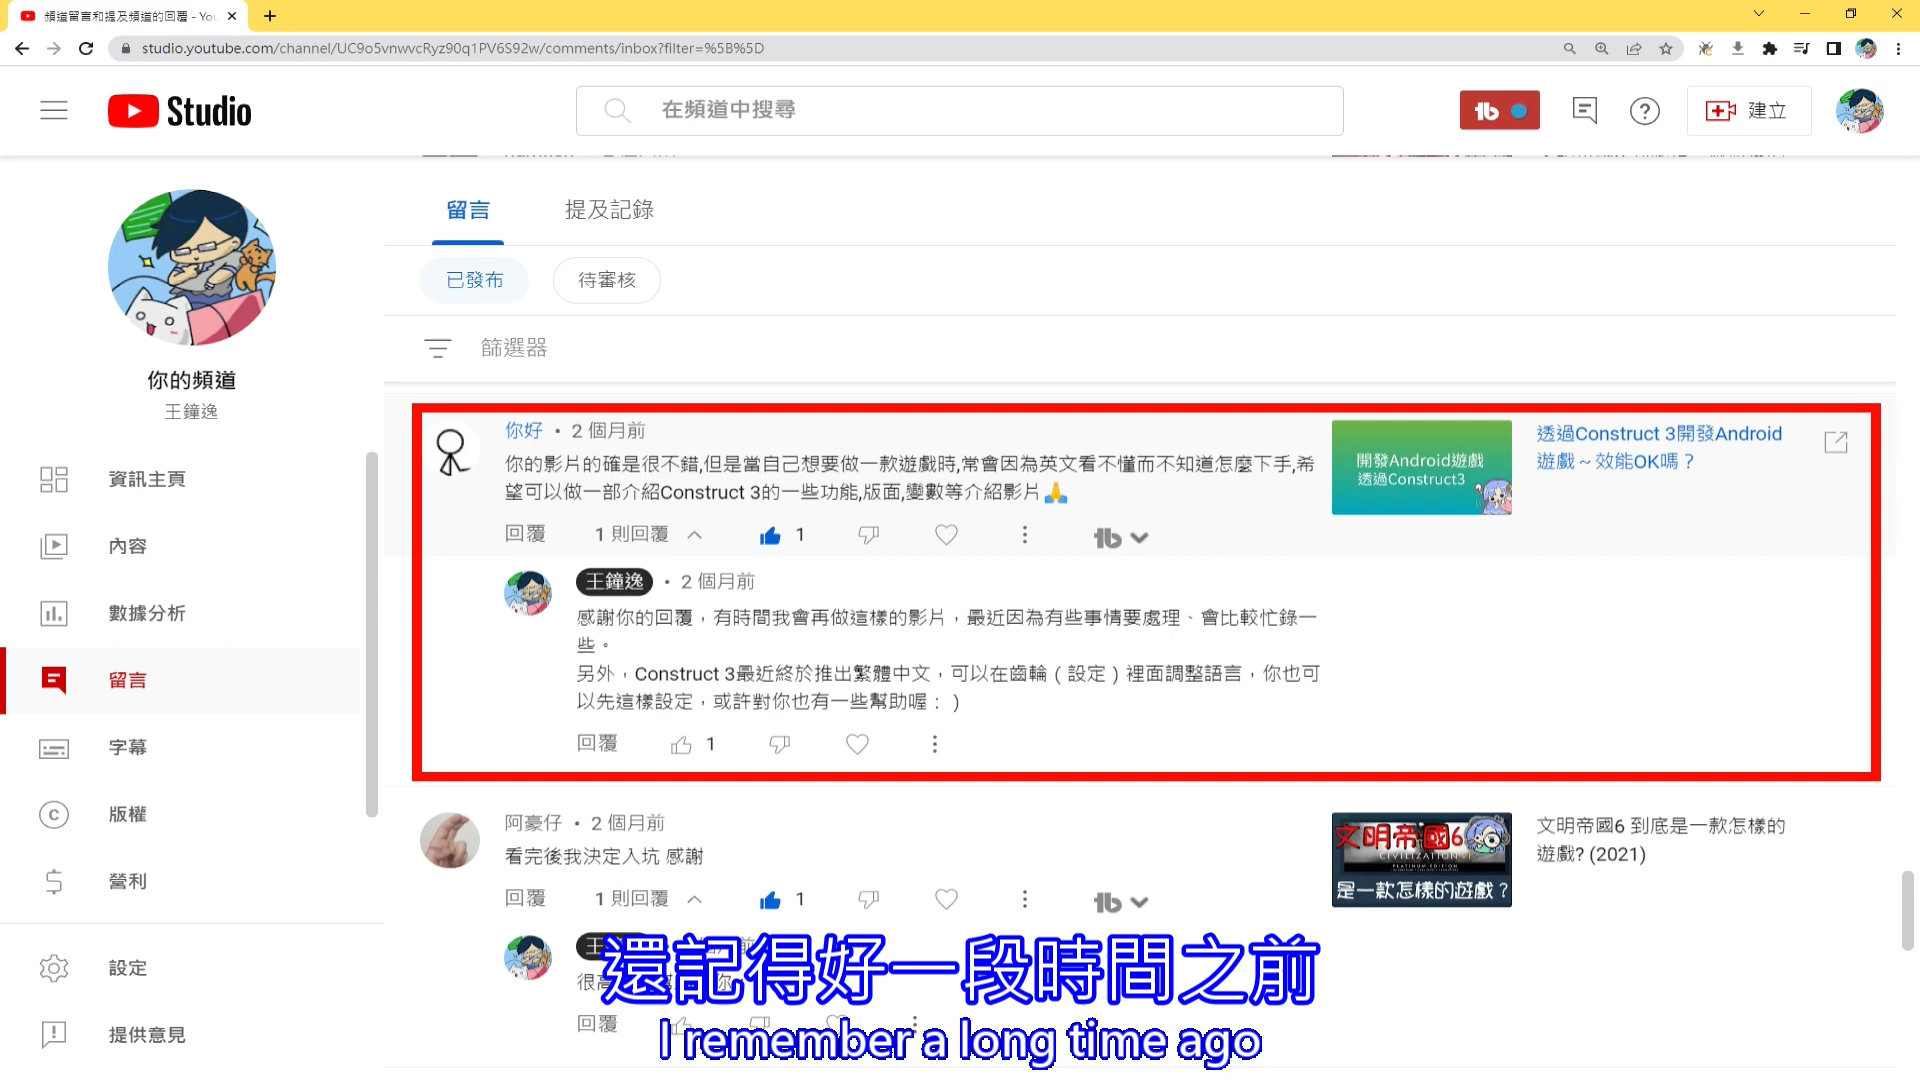 頻道留言和提及頻道的回覆 - You
studio.youtube.com/channel/UC9o5vnwvcRyz90q1PV6S92w/comments/inbox?filter=%5B%5D
Studio
在頻道中搜尋
建立
留言
提及記錄
已發布
待審核
篩選器
你的頻道
王鐘逸
資訊主頁
內容
數據分析
留言
字幕
版權
營利
設定
提供意見
你好 • 2 個月前
你的影片的確是很不錯,但是當自己想要做一款遊戲時,常會因為英文看不懂而不知道怎麼下手,希
望可以做一部介紹Construct 3的一些功能,版面,變數等介紹影片🙏
回覆 1 則回覆 1
開發Android遊戲
透過Construct3
透過Construct 3開發Android
遊戲～效能OK嗎？
王鐘逸 • 2 個月前
感謝你的回覆，有時間我會再做這樣的影片，最近因為有些事情要處理、會比較忙錄一
些。
另外，Construct 3最近終於推出繁體中文，可以在齒輪（設定）裡面調整語言，你也可
以先這樣設定，或許對你也有一些幫助喔：)
回覆 1
阿豪仔 • 2 個月前
看完後我決定入坑 感謝
回覆 1 則回覆 1
文明帝國6
CIVILIZATION VI
PLATINUM EDITION
是一款怎樣的遊戲？
文明帝國6 到底是一款怎樣的
遊戲? (2021)
還記得好一段時間之前
回覆
I remember a long time ago